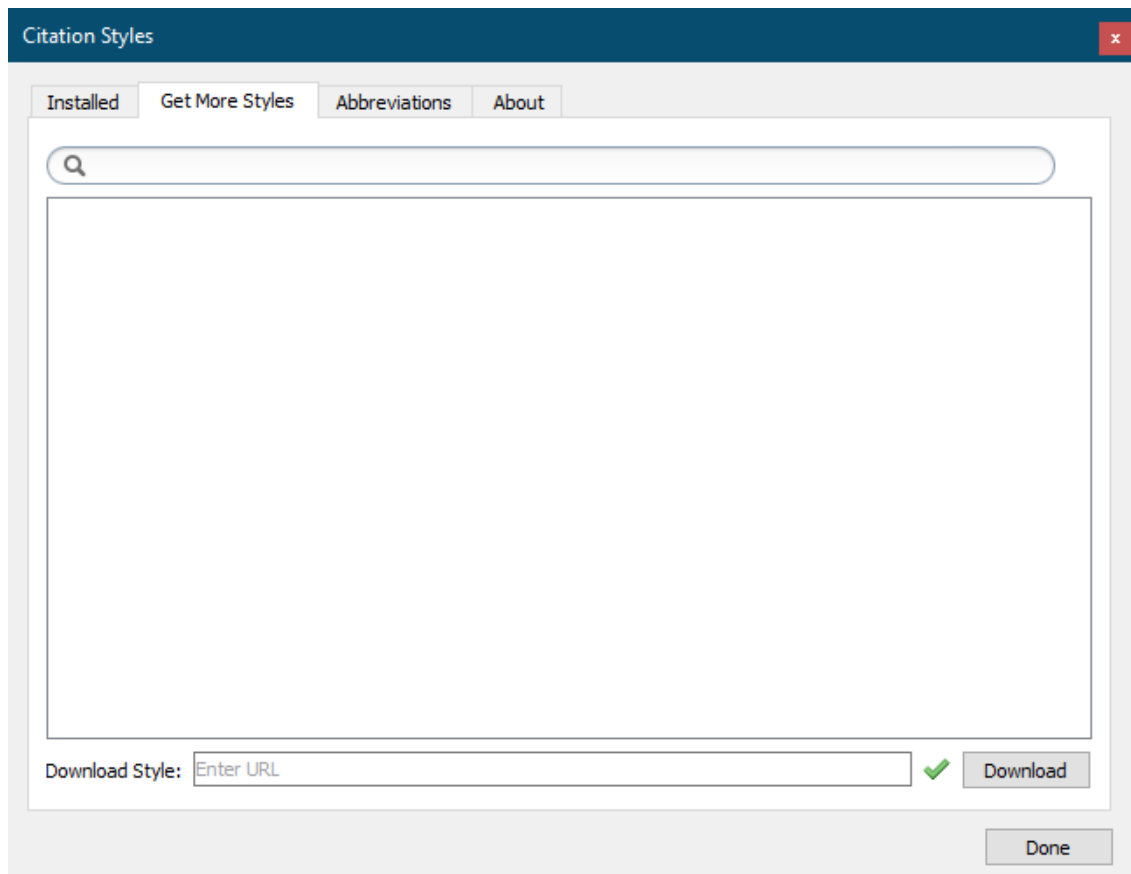 Citation Styles
x
Installed Get More Styles Abbreviations About
Download Style: Enter URL Download
Done